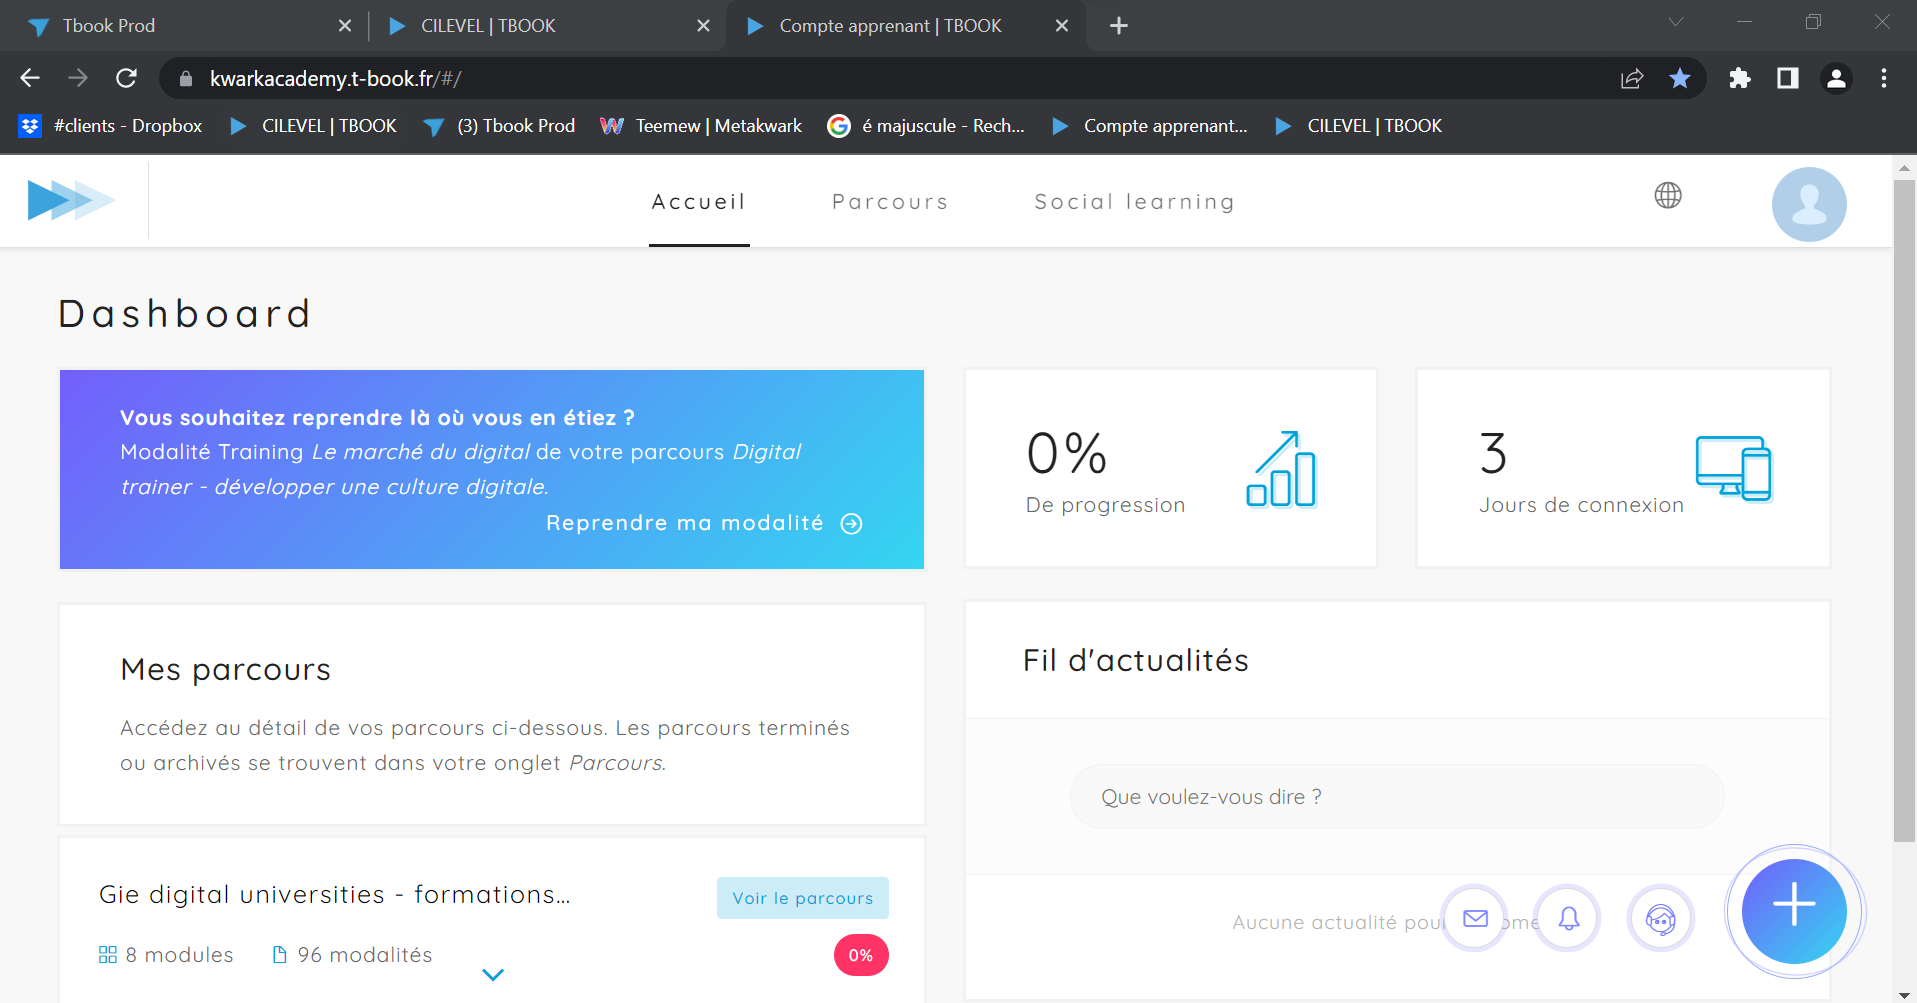 Tbook Prod
CILEVEL | TBOOK
Compte apprenant | TBOOK
kwarkacademy.t-book.fr/#/
#clients - Dropbox
CILEVEL | TBOOK
(3) Tbook Prod
Teemew | Metakwark
é majuscule - Rech...
Compte apprenant...
CILEVEL | TBOOK
Accueil
Parcours
Social learning
Dashboard
Vous souhaitez reprendre là où vous en étiez ?
Modalité Training Le marché du digital de votre parcours Digital
trainer - développer une culture digitale.
Reprendre ma modalité
0%
De progression
3
Jours de connexion
Mes parcours
Accédez au détail de vos parcours ci-dessous. Les parcours terminés
ou archivés se trouvent dans votre onglet Parcours.
Fil d'actualités
Que voulez-vous dire ?
Gie digital universities - formations...
Voir le parcours
8 modules
96 modalités
0%
Aucune actualité